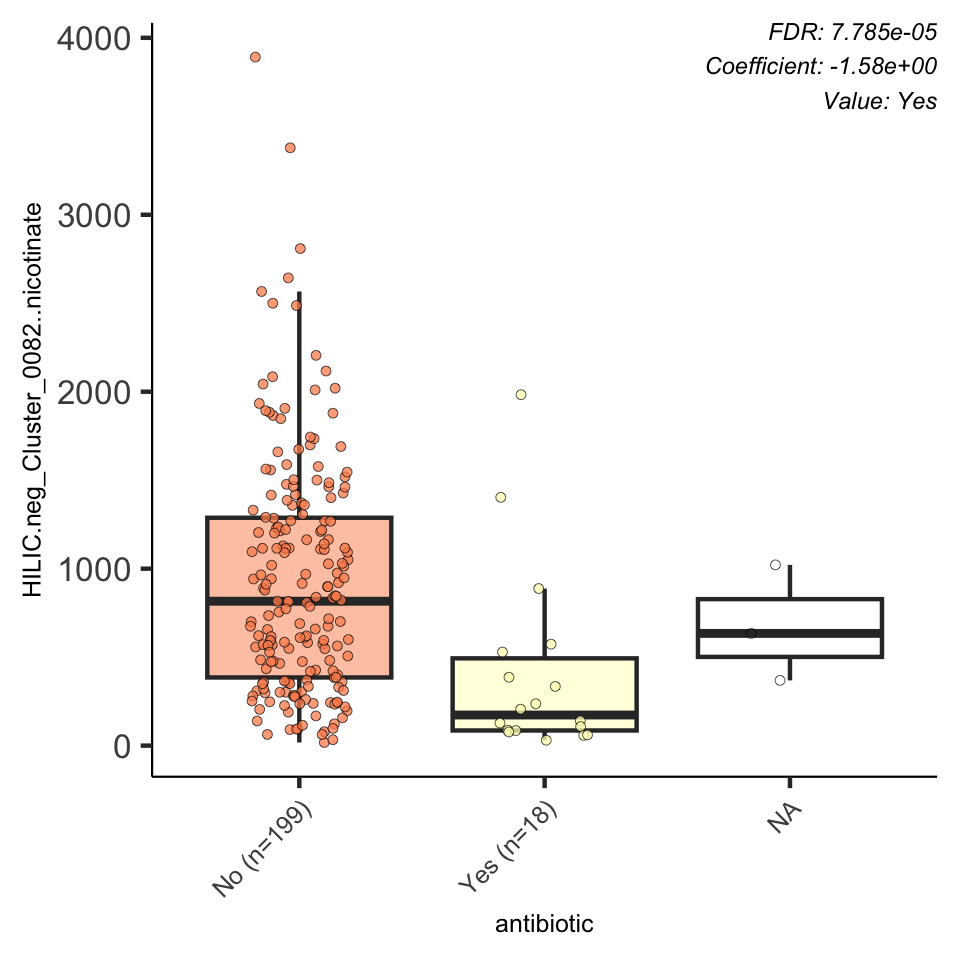 FDR: 7.785e-05
Coefficient: -1.58e+00
Value: Yes
4000
3000
2000
1000
0
HILIC.neg_Cluster_0082..nicotinate
No (n=199)
Yes (n=18)
NA
antibiotic